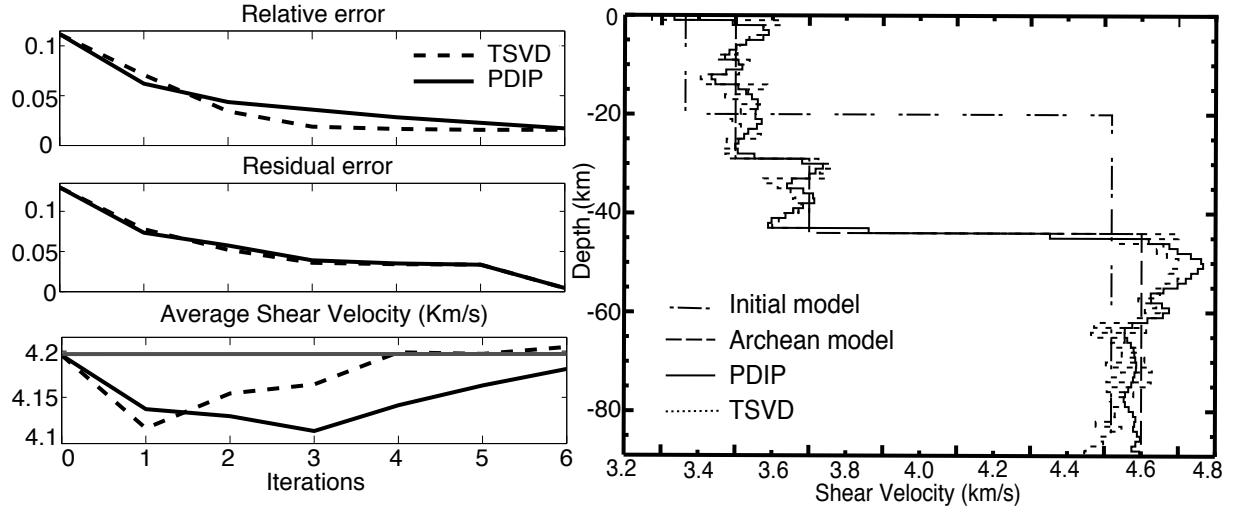 Relative error
0.1
0.05
0
TSVD
PDIP
Residual error
0.1
0.05
0
Average Shear Velocity (Km/s)
4.2
4.15
4.1
0 1 2 3 4 5 6
Iterations
0
-20
-40
-60
-80
Depth (km)
Initial model
Archean model
PDIP
TSVD
3.2 3.4 3.6 3.8 4.0 4.2 4.4 4.6 4.8
Shear Velocity (km/s)